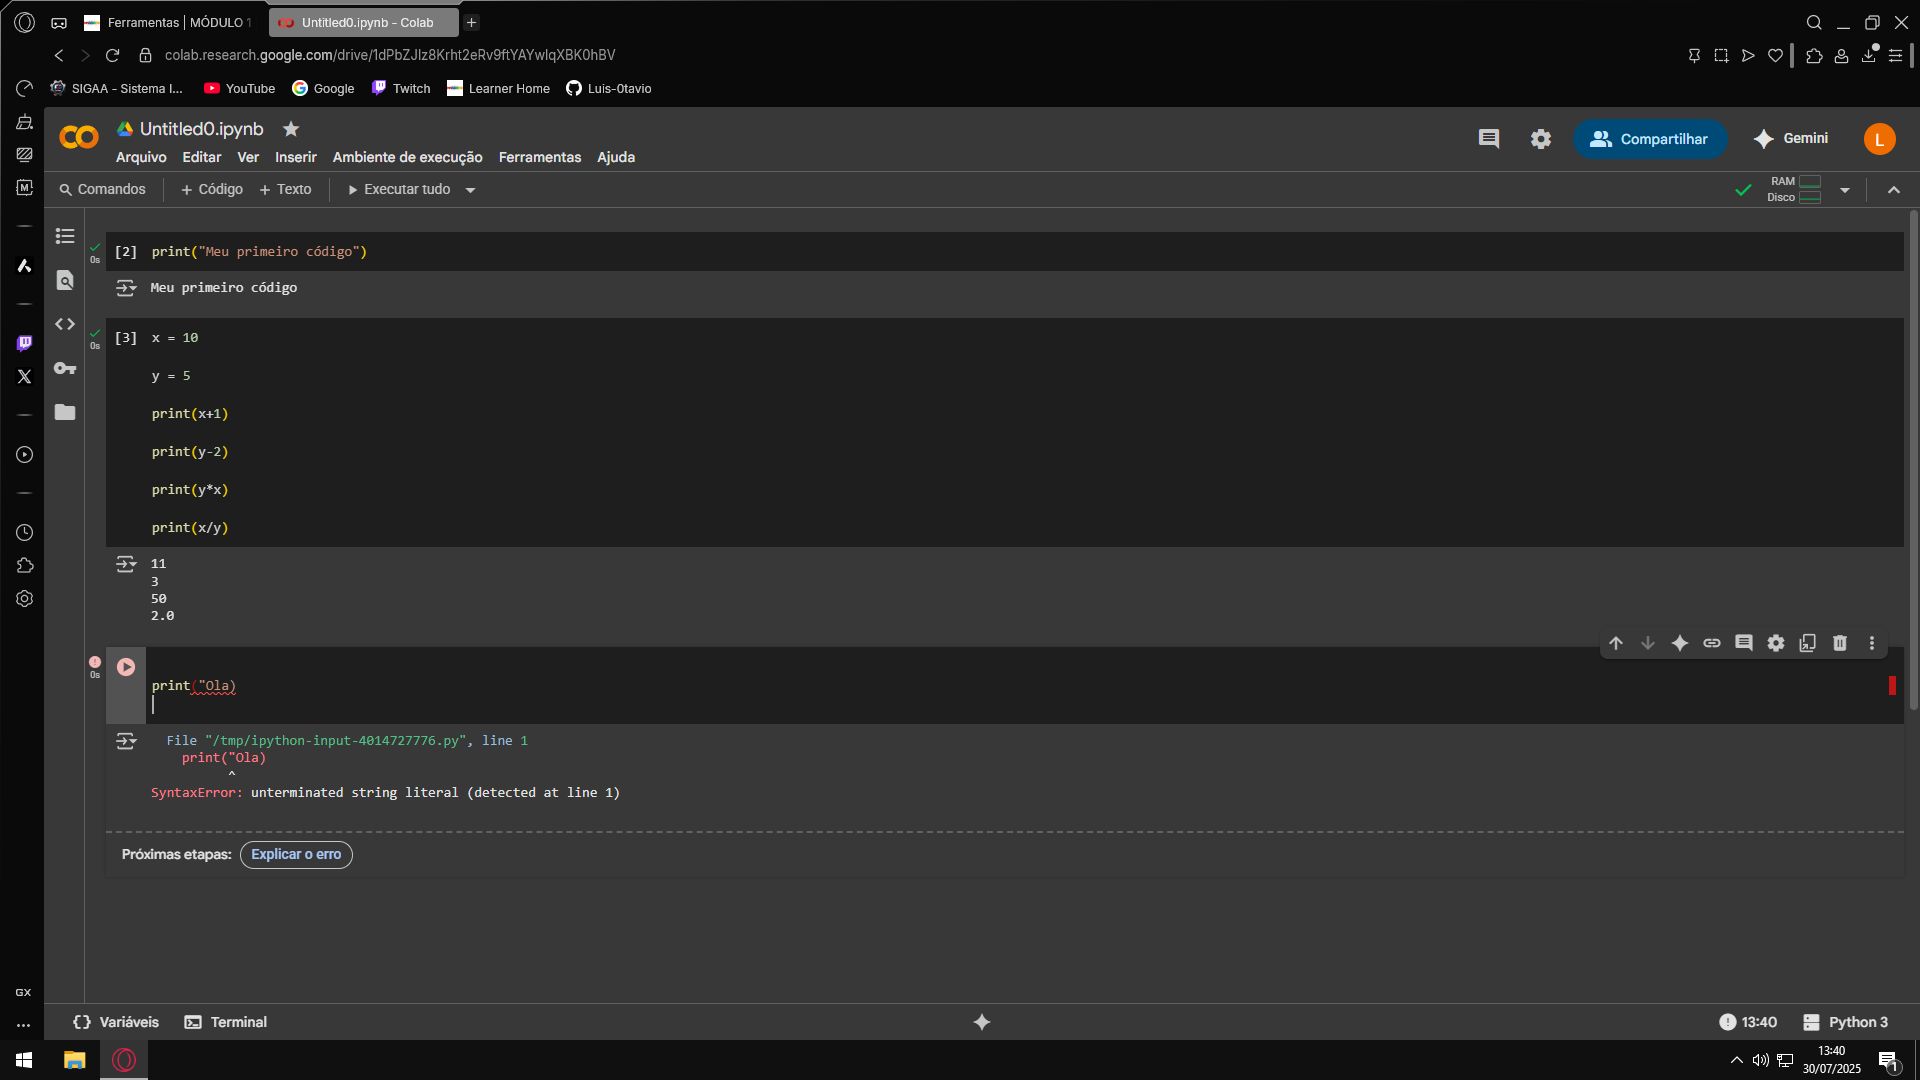 Ferramentas | MÓDULO 1
Untitled0.ipynb - Colab
colab.research.google.com/drive/1dPbZJlz8Krht2eRv9ftYAYwlqXBK0hBV
SIGAA - Sistema I...
YouTube
Google
Twitch
Learner Home
Luis-0tavio
Untitled0.ipynb
Arquivo Editar Ver Inserir Ambiente de execução Ferramentas Ajuda
Compartilhar
Gemini
L
Comandos
+ Código + Texto
Executar tudo
RAM
Disco
0s
[2] print("Meu primeiro código")
Meu primeiro código
0s
[3] x = 10
y = 5
print(x+1)
print(y-2)
print(y*x)
print(x/y)
11
3
50
2.0
0s
print("Ola)
File "/tmp/ipython-input-4014727776.py", line 1
print("Ola)
^
SyntaxError: unterminated string literal (detected at line 1)
Próximas etapas: Explicar o erro
GX
{} Variáveis
Terminal
13:40
Python 3
13:40
30/07/2025
1